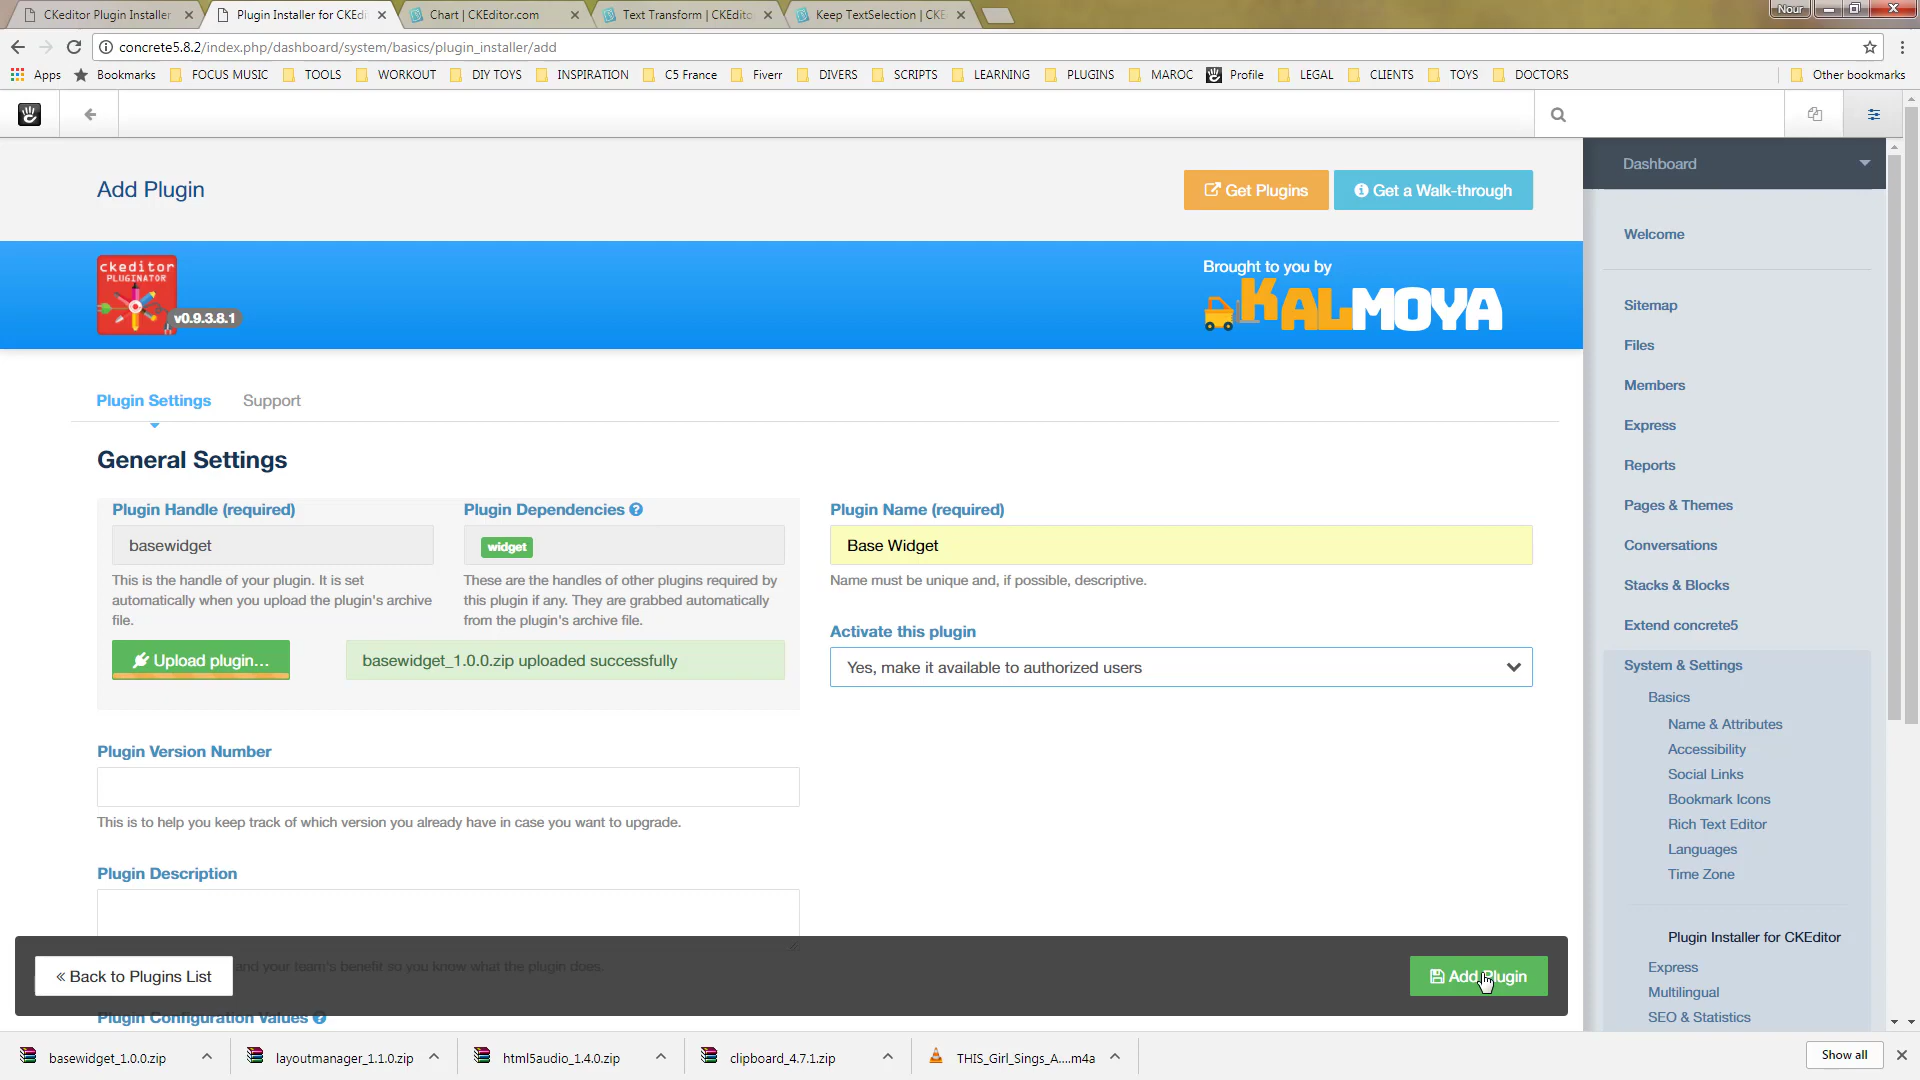 CKeditor Plugin Installer
Plugin Installer for CKEdi
Chart | CKEditor.com
Text Transform | CKEdito
Keep TextSelection | CKE
Nour
concrete5.8.2/index.php/dashboard/system/basics/plugin_installer/add
Apps
Bookmarks
FOCUS MUSIC
TOOLS
WORKOUT
DIY TOYS
INSPIRATION
C5 France
Fiverr
DIVERS
SCRIPTS
LEARNING
PLUGINS
MAROC
Profile
LEGAL
CLIENTS
TOYS
DOCTORS
Other bookmarks
Add Plugin
Get Plugins
Get a Walk-through
ckeditor
PLUGINATOR
v0.9.3.8.1
Brought to you by
KALMOYA
Plugin Settings
Support
General Settings
Plugin Handle (required)
basewidget
This is the handle of your plugin. It is set
automatically when you upload the plugin's archive
file.
Plugin Dependencies
widget
These are the handles of other plugins required by
this plugin if any. They are grabbed automatically
from the plugin's archive file.
Upload plugin...
basewidget_1.0.0.zip uploaded successfully
Plugin Name (required)
Base Widget
Name must be unique and, if possible, descriptive.
Activate this plugin
Yes, make it available to authorized users
Plugin Version Number
This is to help you keep track of which version you already have in case you want to upgrade.
Plugin Description
and your team's benefit so you know what the plugin does.
« Back to Plugins List
Add Plugin
Plugin Configuration Values
Dashboard
Welcome
Sitemap
Files
Members
Express
Reports
Pages & Themes
Conversations
Stacks & Blocks
Extend concrete5
System & Settings
Basics
Name & Attributes
Accessibility
Social Links
Bookmark Icons
Rich Text Editor
Languages
Time Zone
Plugin Installer for CKEditor
Express
Multilingual
SEO & Statistics
basewidget_1.0.0.zip
layoutmanager_1.1.0.zip
html5audio_1.4.0.zip
clipboard_4.7.1.zip
THIS_Girl_Sings_A....m4a
Show all